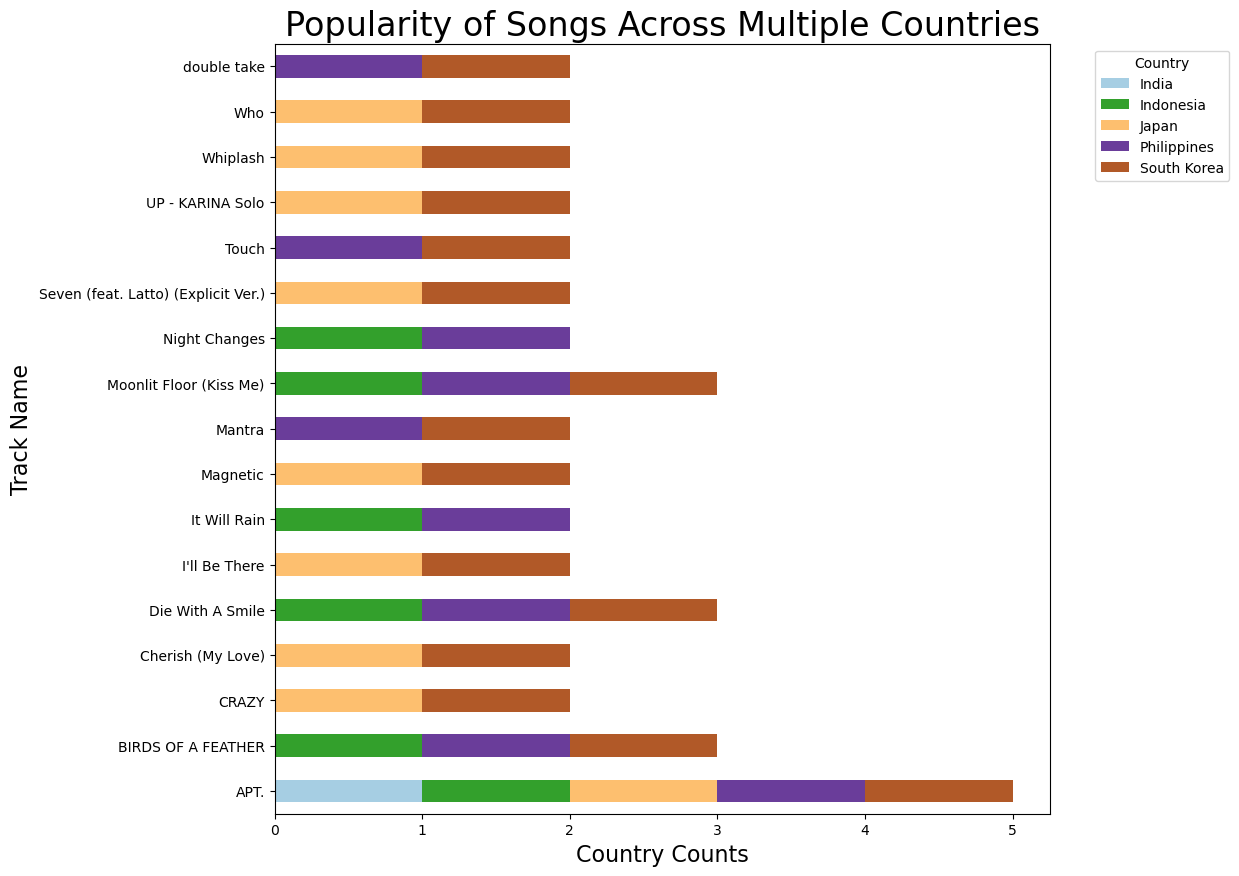 Popularity of Songs Across Multiple Countries
Track Name
double take
Who
Whiplash
UP - KARINA Solo
Touch
Seven (feat. Latto) (Explicit Ver.)
Night Changes
Moonlit Floor (Kiss Me)
Mantra
Magnetic
It Will Rain
I'll Be There
Die With A Smile
Cherish (My Love)
CRAZY
BIRDS OF A FEATHER
APT.
0 1 2 3 4 5
Country Counts
Country
India
Indonesia
Japan
Philippines
South Korea